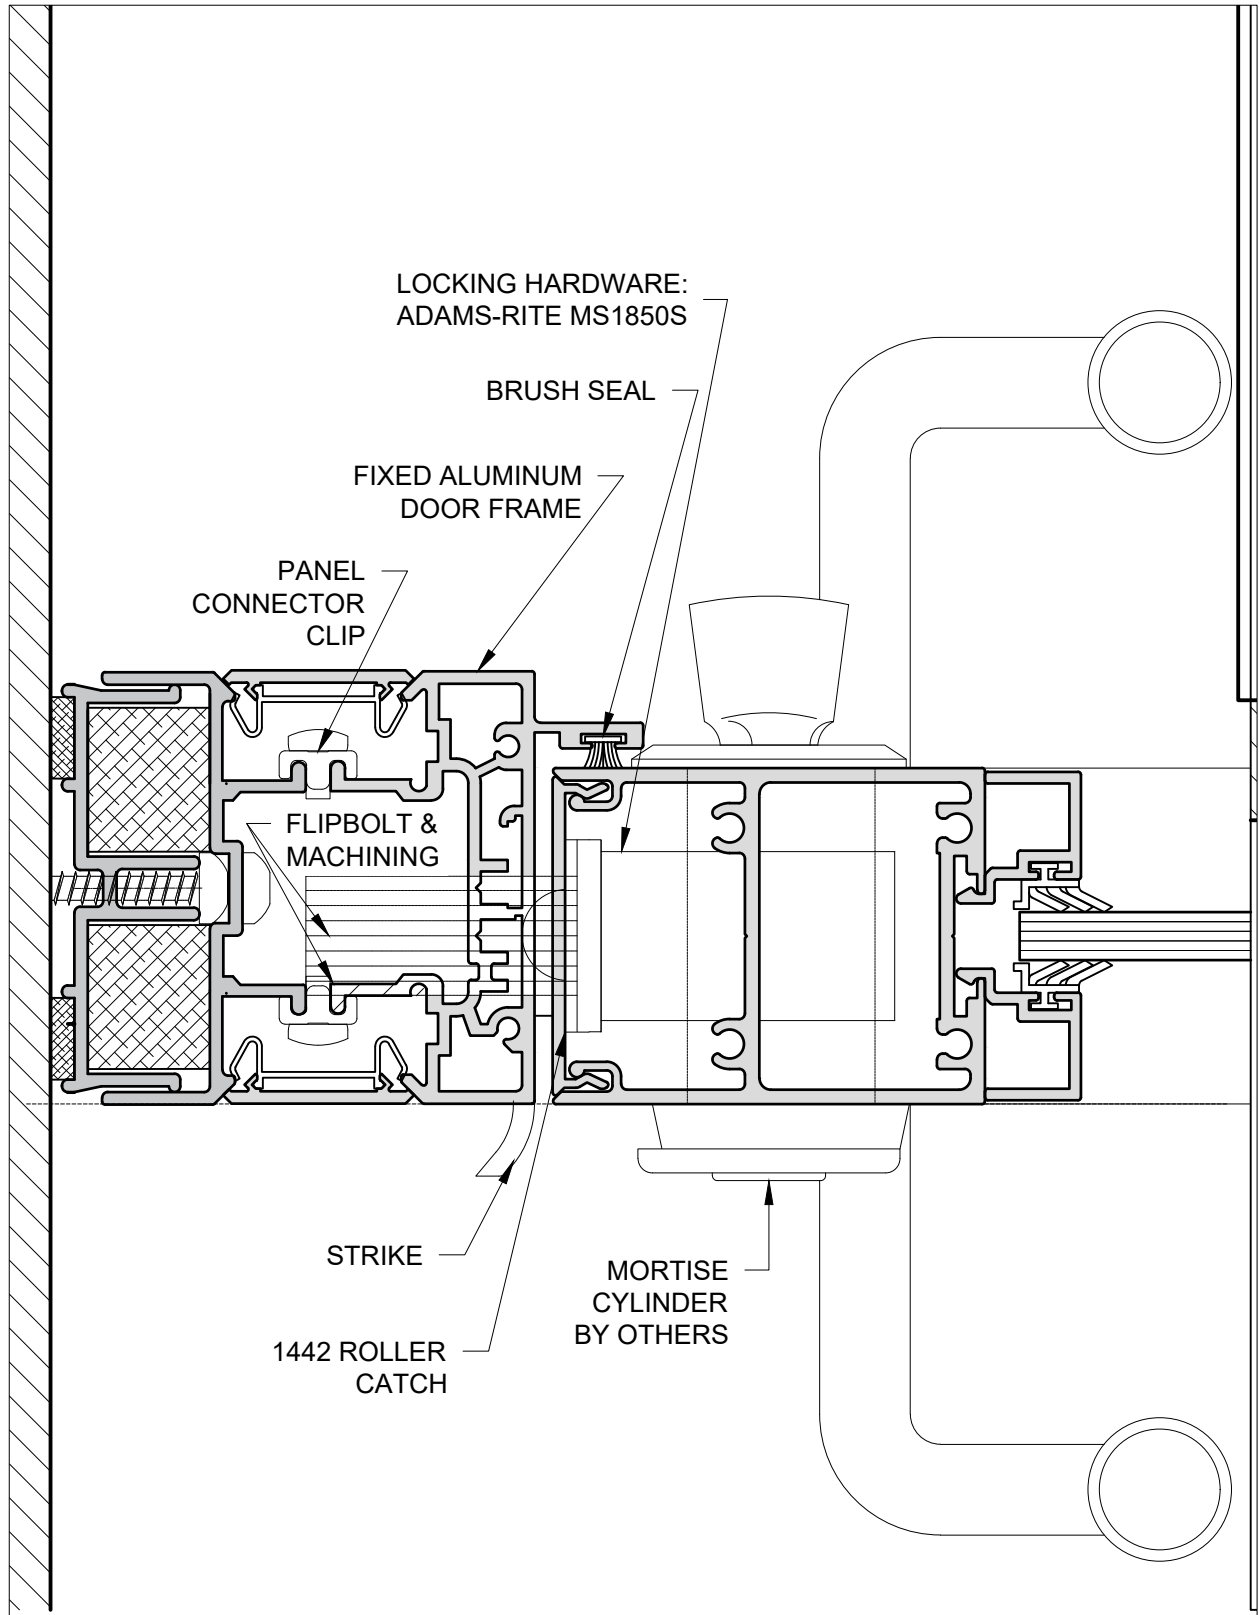 LOCKING HARDWARE:
ADAMS-RITE MS1850S
BRUSH SEAL
FIXED ALUMINUM
DOOR FRAME
PANEL
CONNECTOR
CLIP
FLIPBOLT &
MACHINING
STRIKE
MORTISE
CYLINDER
BY OTHERS
1442 ROLLER
CATCH